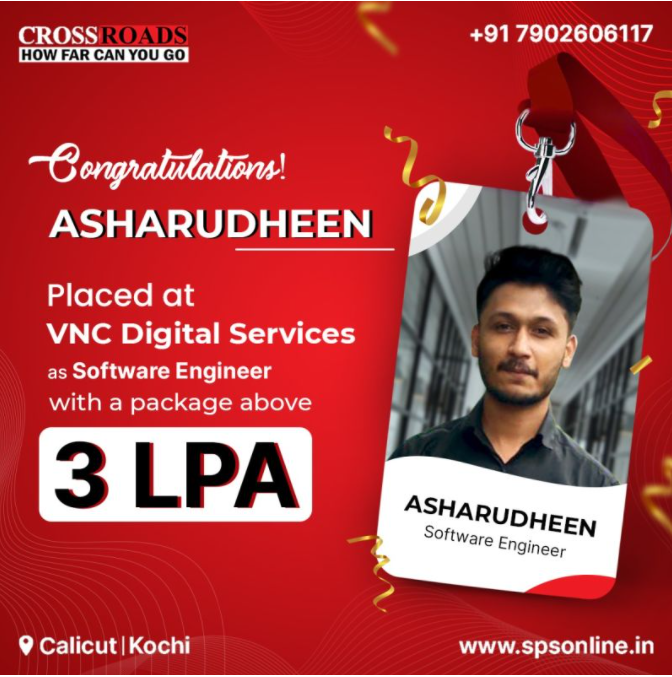 CROSSROADS
HOW FAR CAN YOU GO
+91 7902606117
Congratulations!
ASHARUDHEEN
Placed at
VNC Digital Services
as Software Engineer
with a package above
3 LPA
ASHARUDHEEN
Software Engineer
Calicut | Kochi
www.spsonline.in